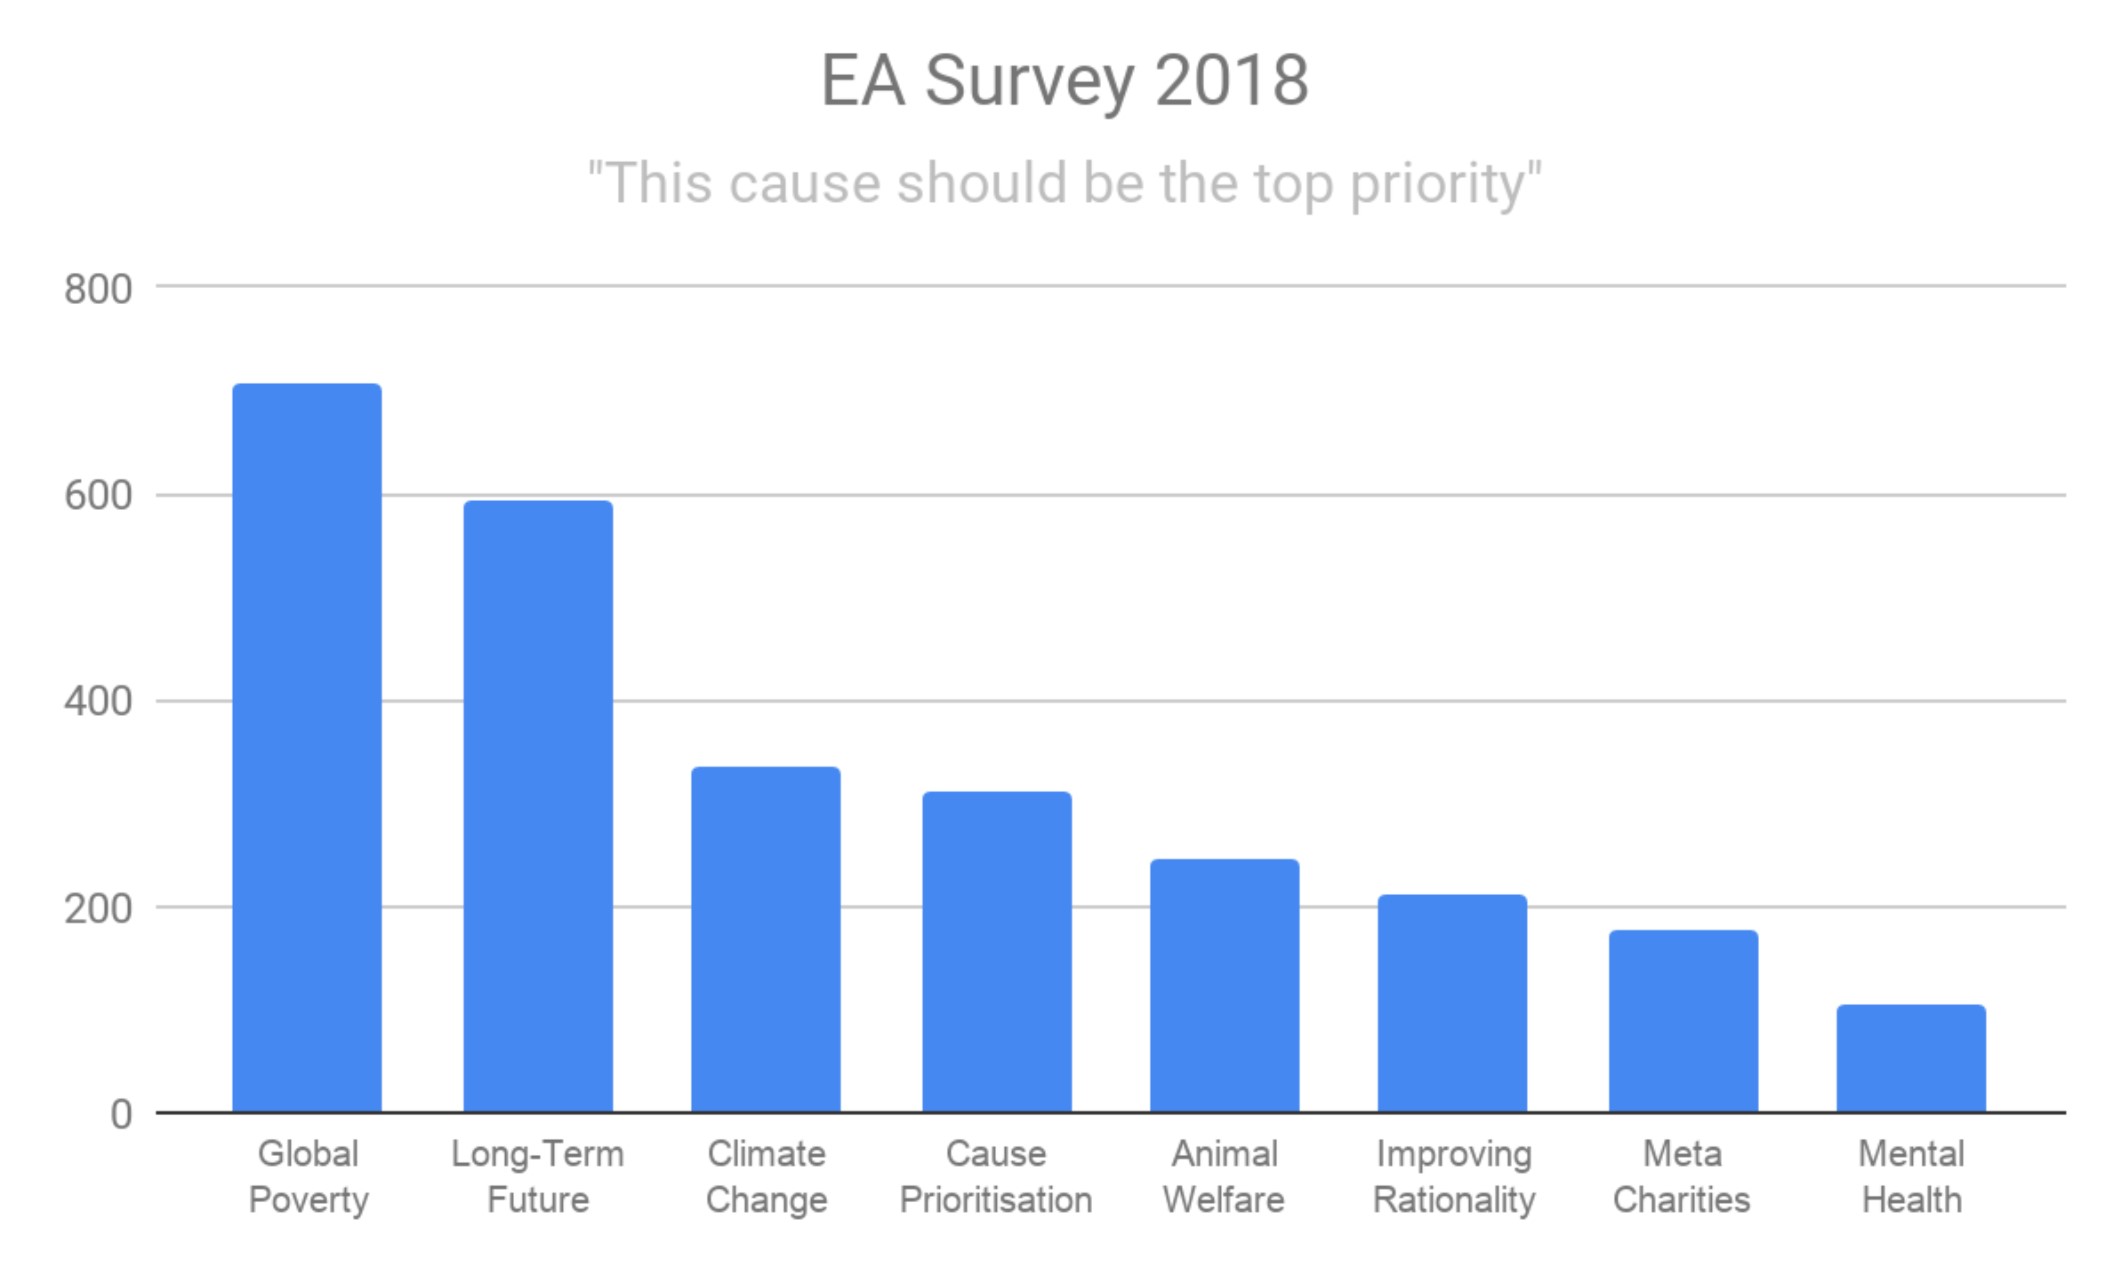 EA Survey 2018
"This cause should be the top priority"
800
600
400
200
0
Global
Poverty
Long-Term
Future
Climate
Change
Cause
Prioritisation
Animal
Welfare
Improving
Rationality
Meta
Charities
Mental
Health